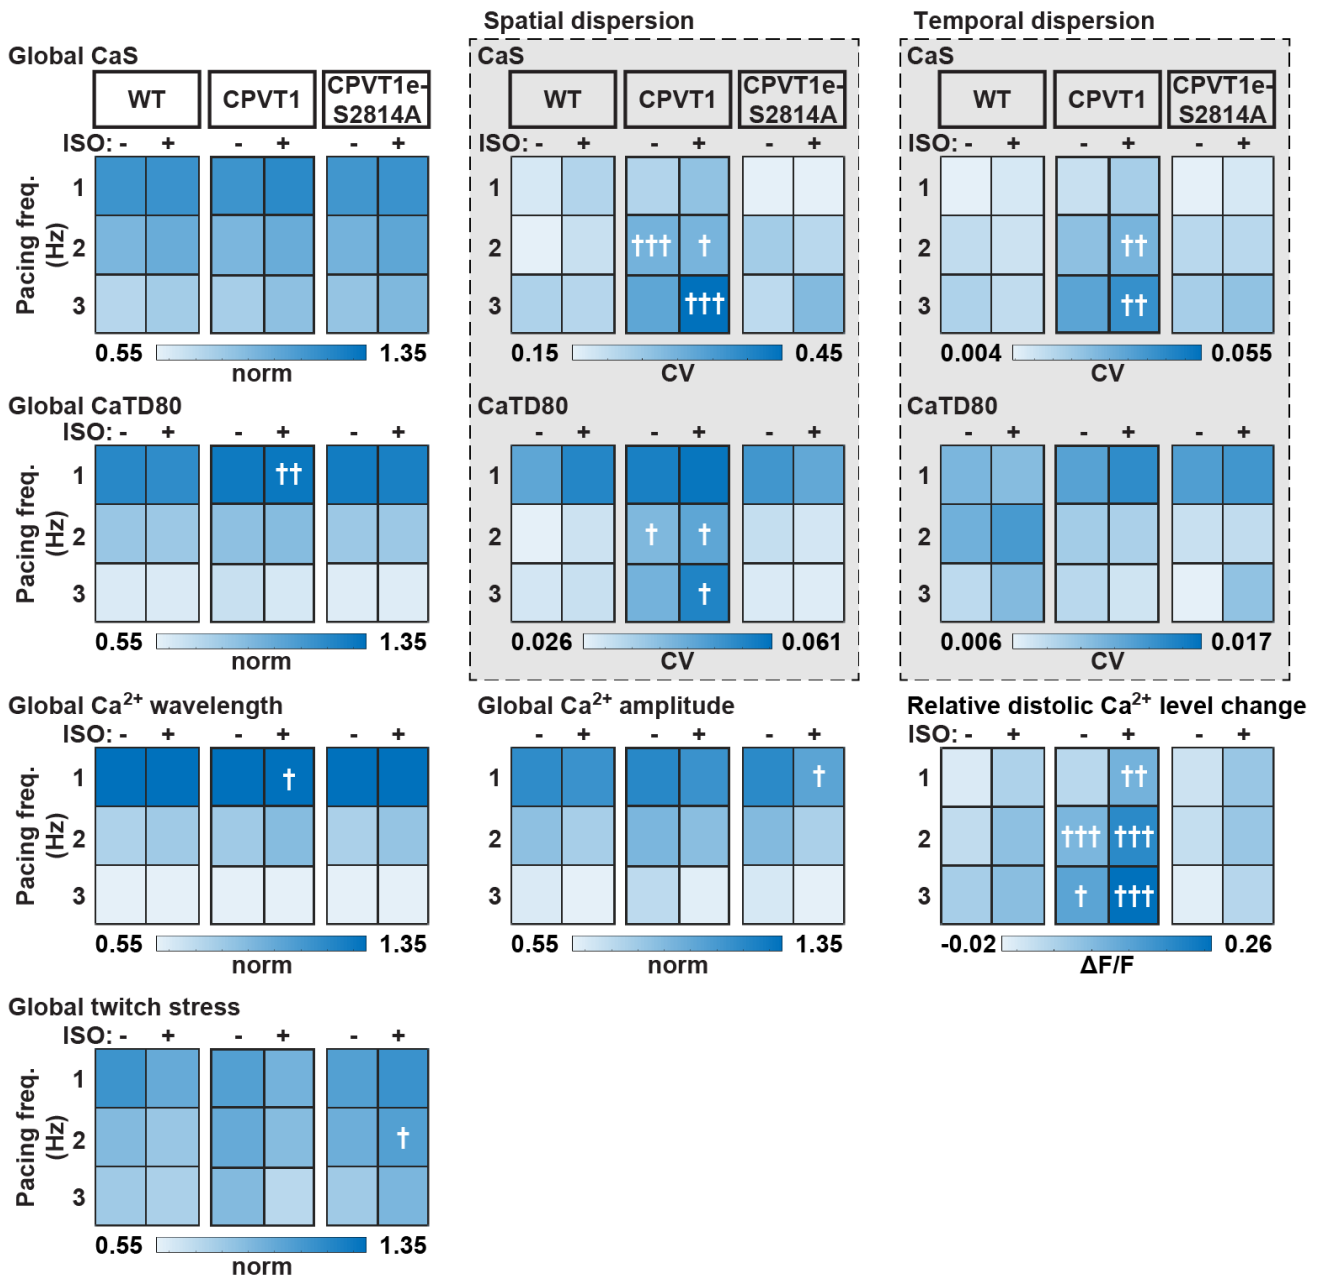 Spatial dispersion
Temporal dispersion
Global CaS
WT
CPVT1
CPVT1e-
S2814A
ISO: - + - + - +
Pacing freq.
(Hz)
1
2
3
0.55
1.35
norm
CaS
WT
CPVT1
CPVT1e-
S2814A
ISO: - + - + - +
1
2
†††
†
3
†††
0.15
0.45
CV
CaS
WT
CPVT1
CPVT1e-
S2814A
ISO: - + - + - +
1
2
††
3
††
0.004
0.055
CV
Global CaTD80
ISO: - + - + - +
Pacing freq.
(Hz)
1
††
2
3
0.55
1.35
norm
CaTD80
- + - + - +
1
2
†
†
3
†
0.026
0.061
CV
CaTD80
- + - + - +
1
2
3
0.006
0.017
CV
Global Ca²⁺ wavelength
ISO: - + - + - +
Pacing freq.
(Hz)
1
†
2
3
0.55
1.35
norm
Global Ca²⁺ amplitude
- + - + - +
1
†
2
3
0.55
1.35
norm
Relative distolic Ca²⁺ level change
ISO: - + - + - +
1
††
2
†††
†††
3
†
†††
-0.02
0.26
ΔF/F
Global twitch stress
ISO: - + - + - +
Pacing freq.
(Hz)
1
2
†
3
0.55
1.35
norm